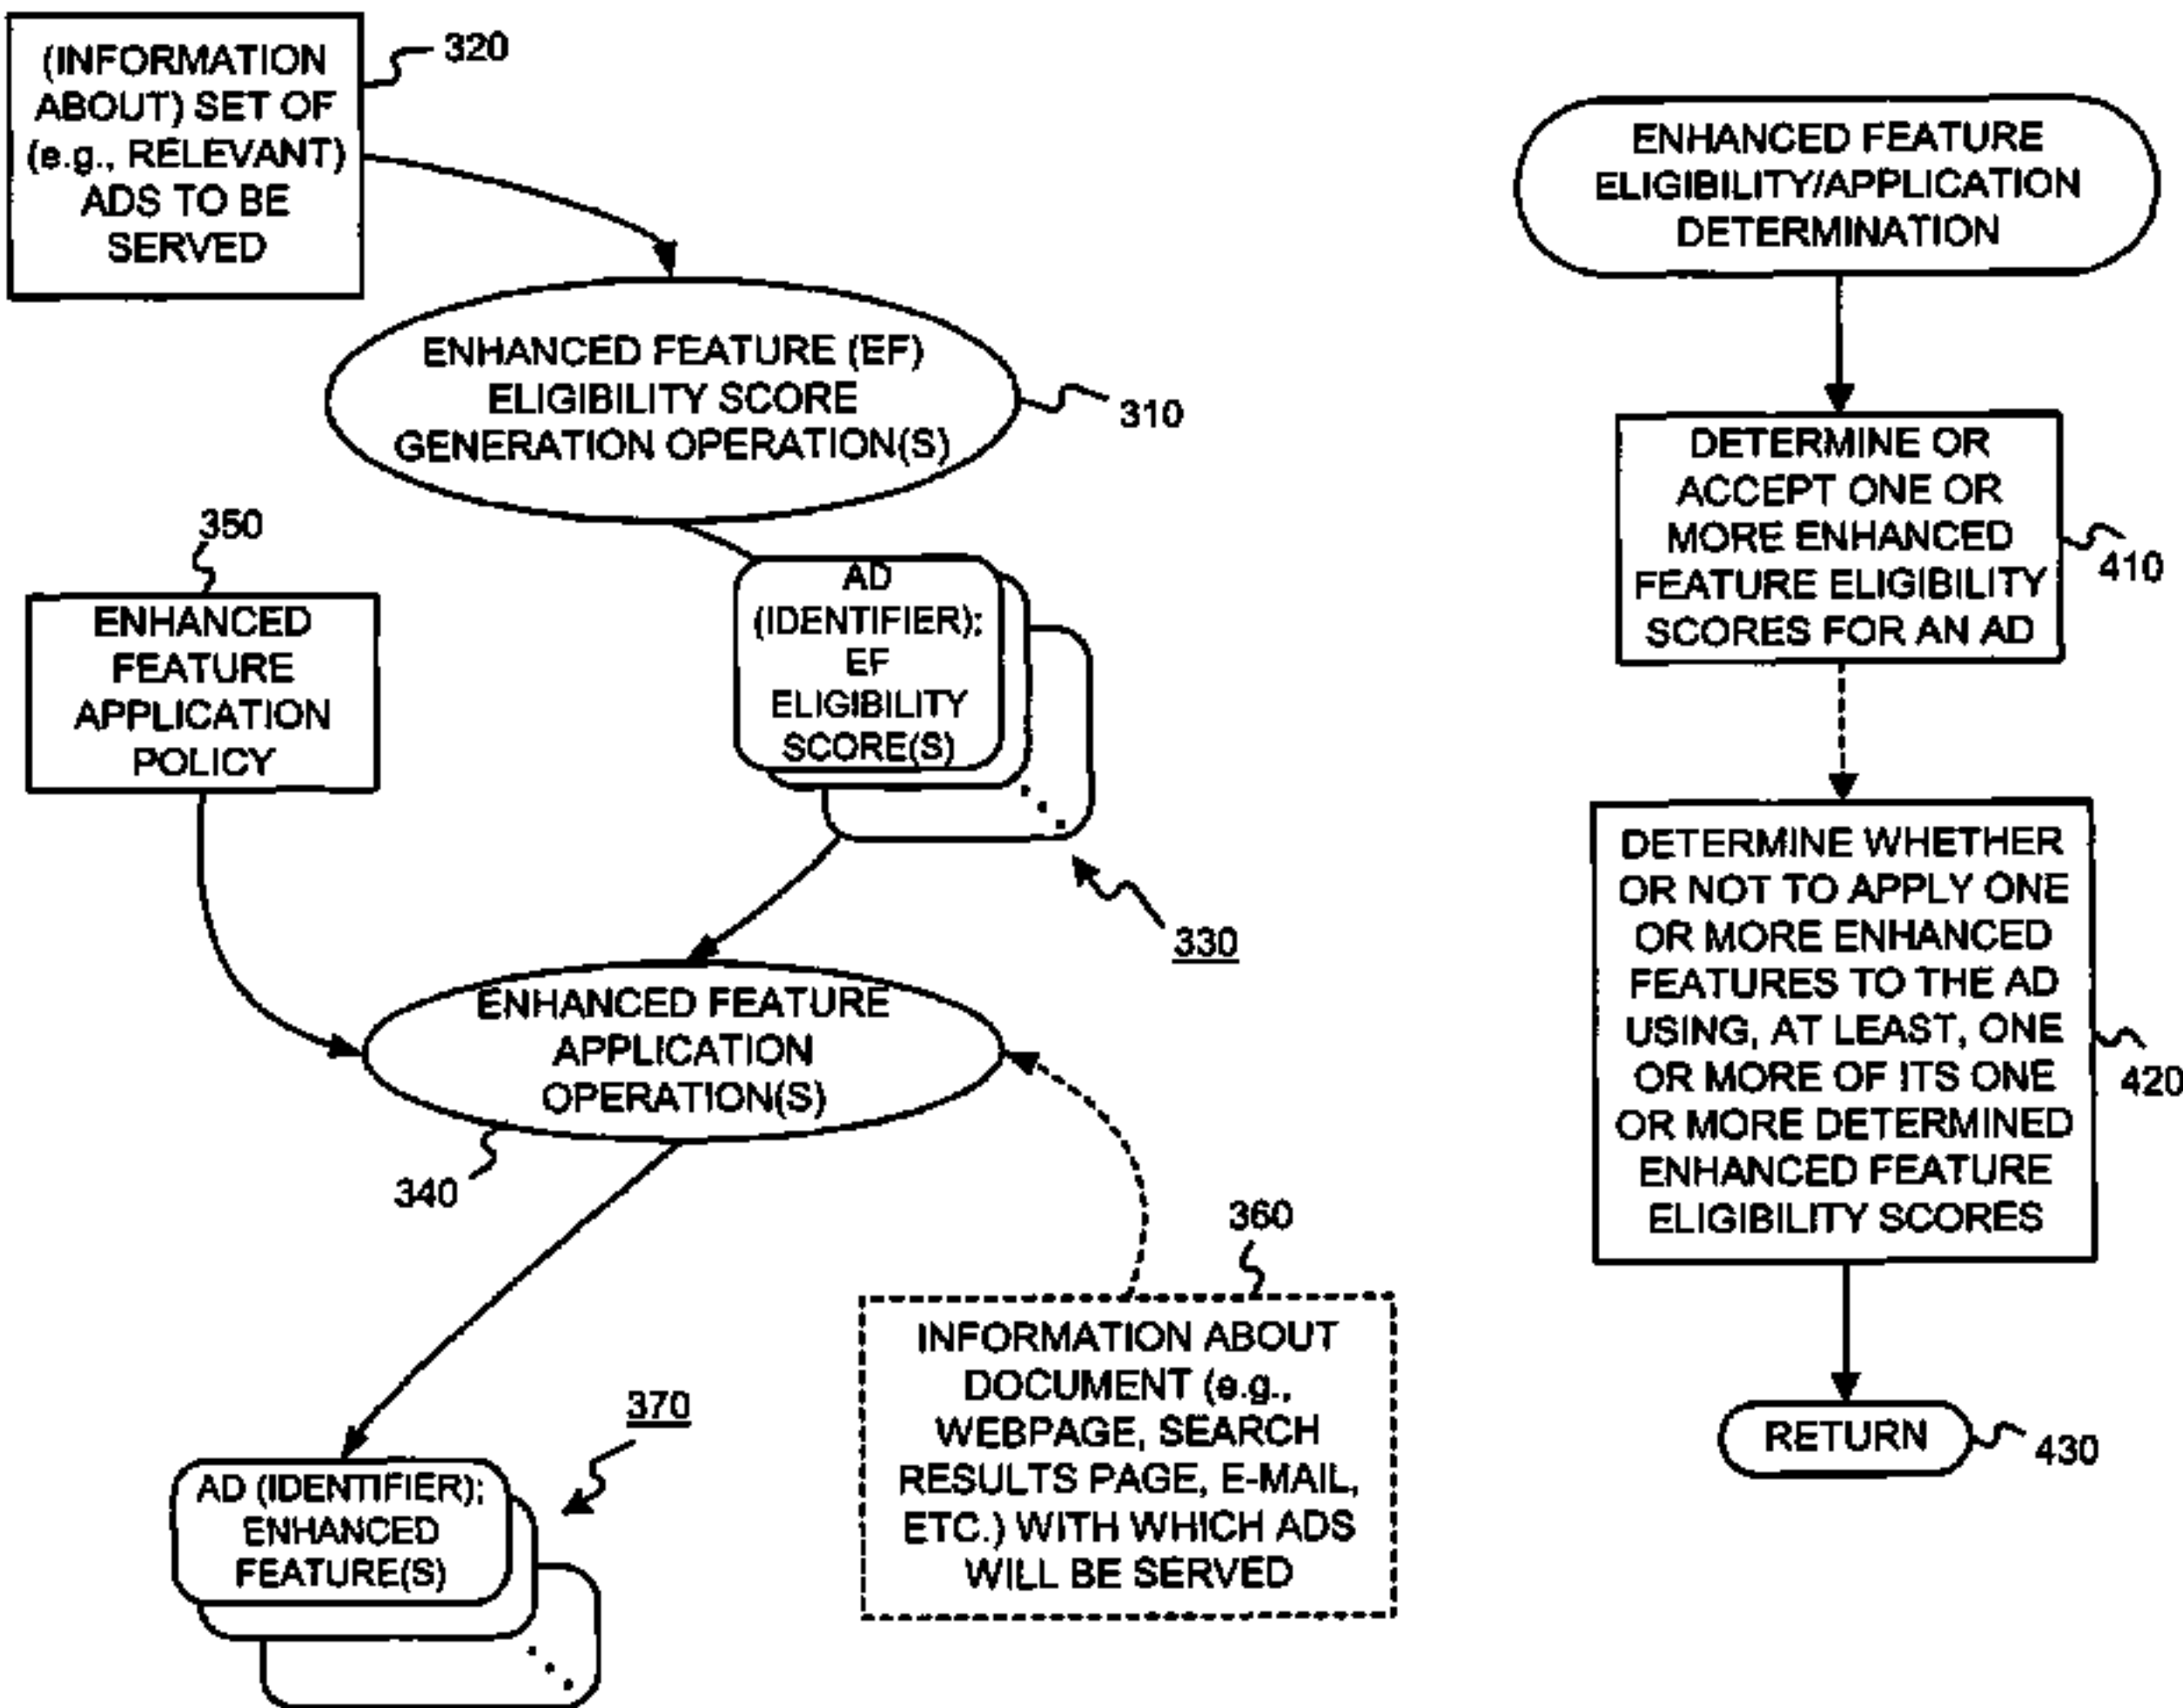 (INFORMATION
ABOUT) SET OF
(e.g., RELEVANT)
ADS TO BE
SERVED
320
ENHANCED FEATURE (EF)
ELIGIBILITY SCORE
GENERATION OPERATION(S)
310
350
ENHANCED
FEATURE
APPLICATION
POLICY
AD
(IDENTIFIER);
EF
ELIGIBILITY
SCORE(S)
330
ENHANCED FEATURE
APPLICATION
OPERATION(S)
340
360
INFORMATION ABOUT
DOCUMENT (e.g.,
WEBPAGE, SEARCH
RESULTS PAGE, E-MAIL,
ETC.) WITH WHICH ADS
WILL BE SERVED
370
AD (IDENTIFIER);
ENHANCED
FEATURE(S)
ENHANCED FEATURE
ELIGIBILITY/APPLICATION
DETERMINATION
DETERMINE OR
ACCEPT ONE OR
MORE ENHANCED
FEATURE ELIGIBILITY
SCORES FOR AN AD
410
DETERMINE WHETHER
OR NOT TO APPLY ONE
OR MORE ENHANCED
FEATURES TO THE AD
USING, AT LEAST, ONE
OR MORE OF ITS ONE
OR MORE DETERMINED
ENHANCED FEATURE
ELIGIBILITY SCORES
420
RETURN
430